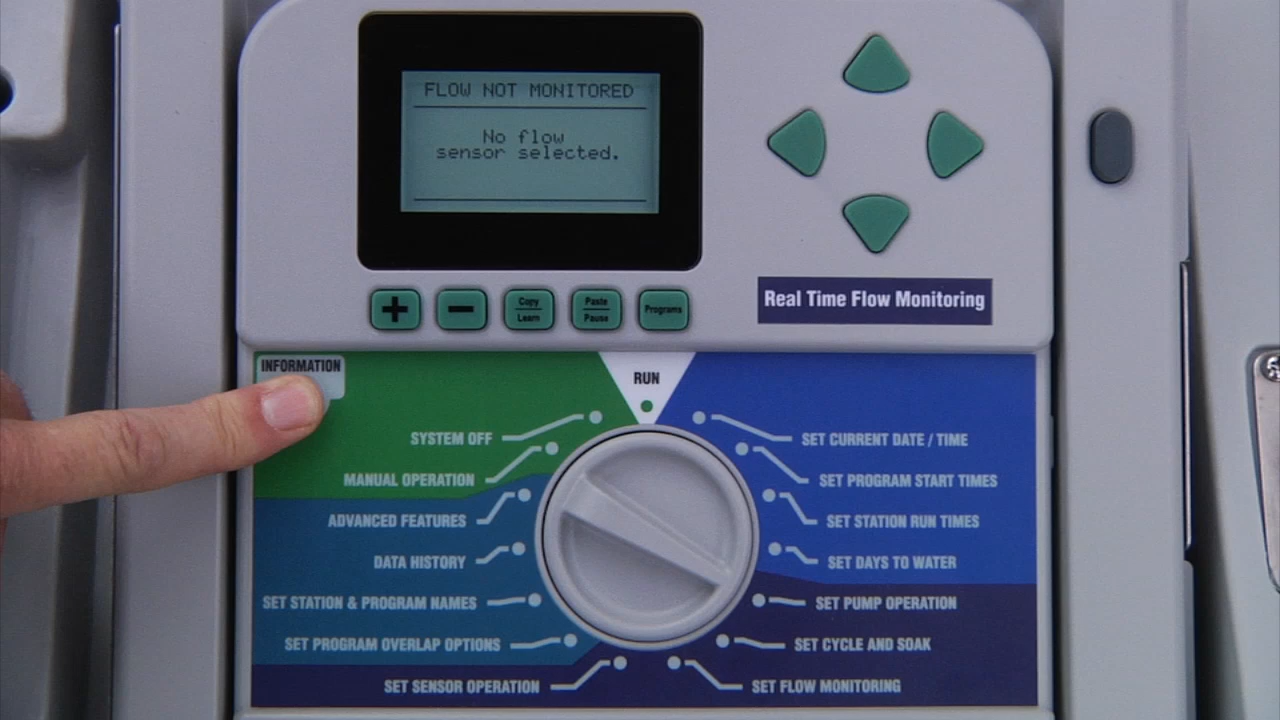 FLOW NOT MONITORED
No flow
sensor selected.
+
−
Copy
Learn
Paste
Pause
Programs
Real Time Flow Monitoring
INFORMATION
RUN
SYSTEM OFF
MANUAL OPERATION
ADVANCED FEATURES
DATA HISTORY
SET STATION & PROGRAM NAMES
SET PROGRAM OVERLAP OPTIONS
SET SENSOR OPERATION
SET CURRENT DATE / TIME
SET PROGRAM START TIMES
SET STATION RUN TIMES
SET DAYS TO WATER
SET PUMP OPERATION
SET CYCLE AND SOAK
SET FLOW MONITORING